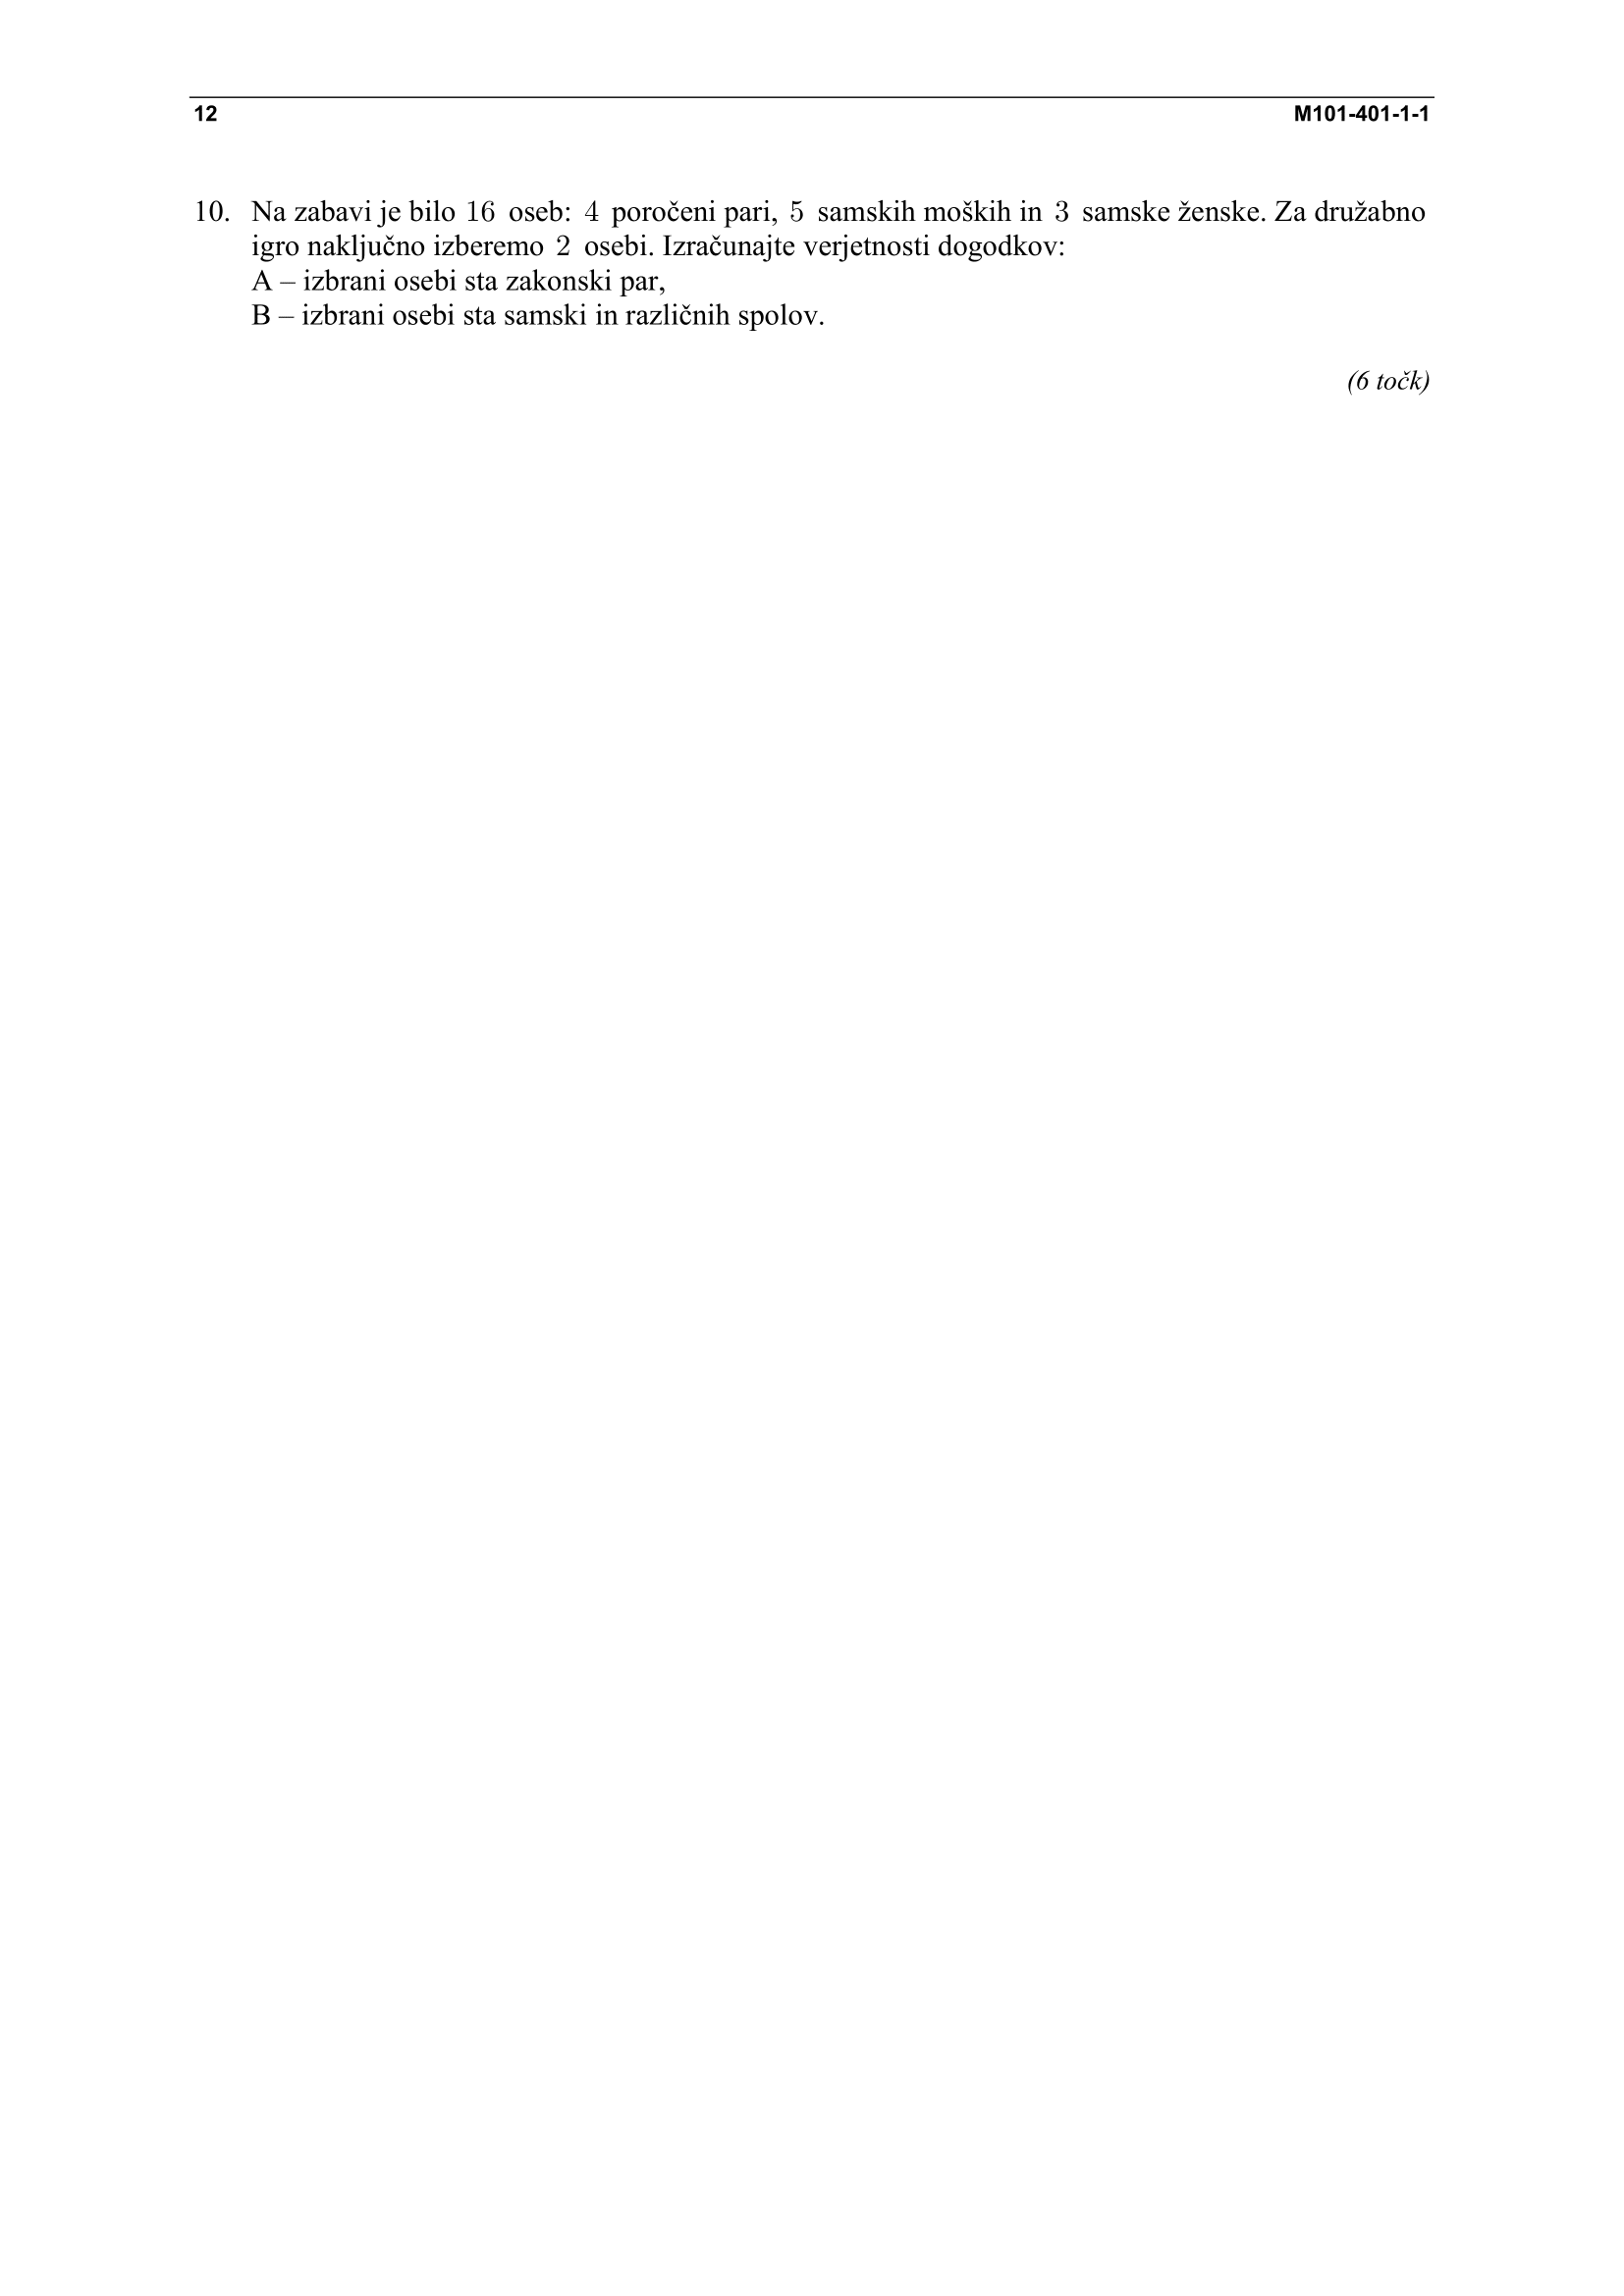 12 M101-401-1-1
10. Na zabavi je bilo 16 oseb: 4 poročeni pari, 5 samskih moških in 3 samske ženske. Za družabno
igro naključno izberemo 2 osebi. Izračunajte verjetnosti dogodkov:
A – izbrani osebi sta zakonski par,
B – izbrani osebi sta samski in različnih spolov.
(6 točk)